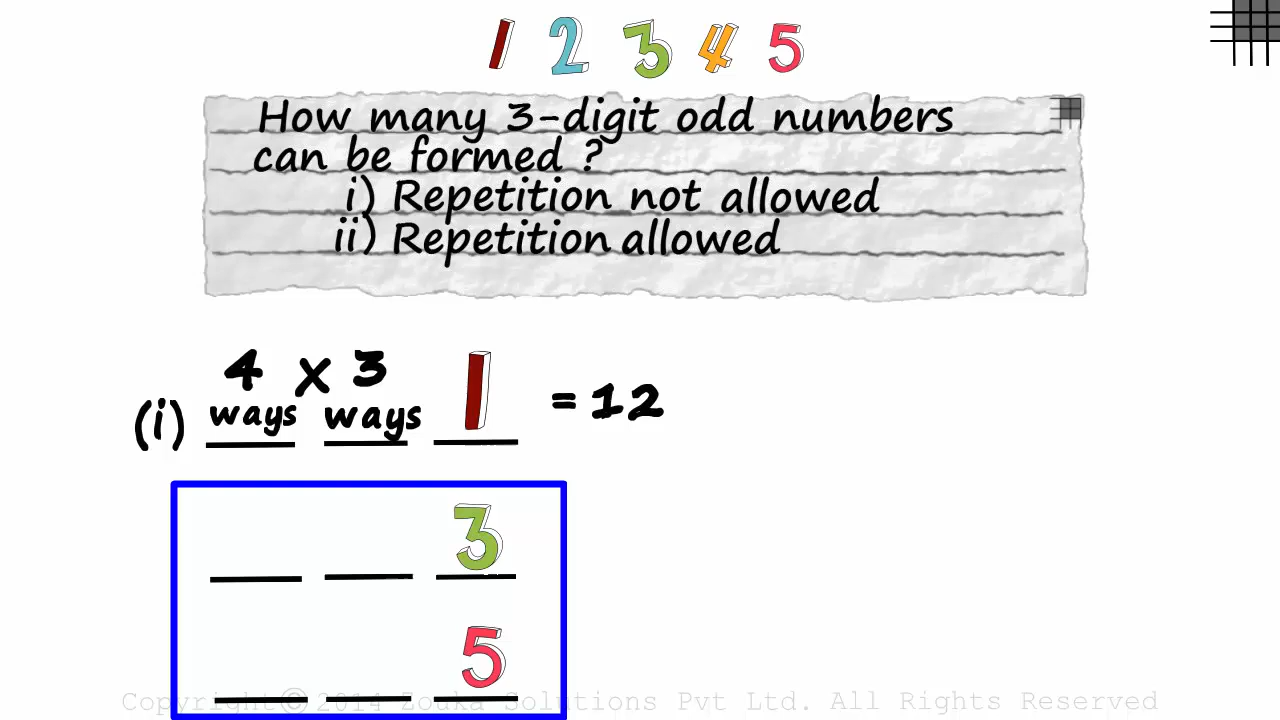 1 2 3 4 5
How many 3-digit odd numbers
can be formed ?
i) Repetition not allowed
ii) Repetition allowed
(i) 4 ways x 3 ways 1 = 12
3
5
Copyright© 2014 Zouka Solutions Pvt Ltd. All Rights Reserved